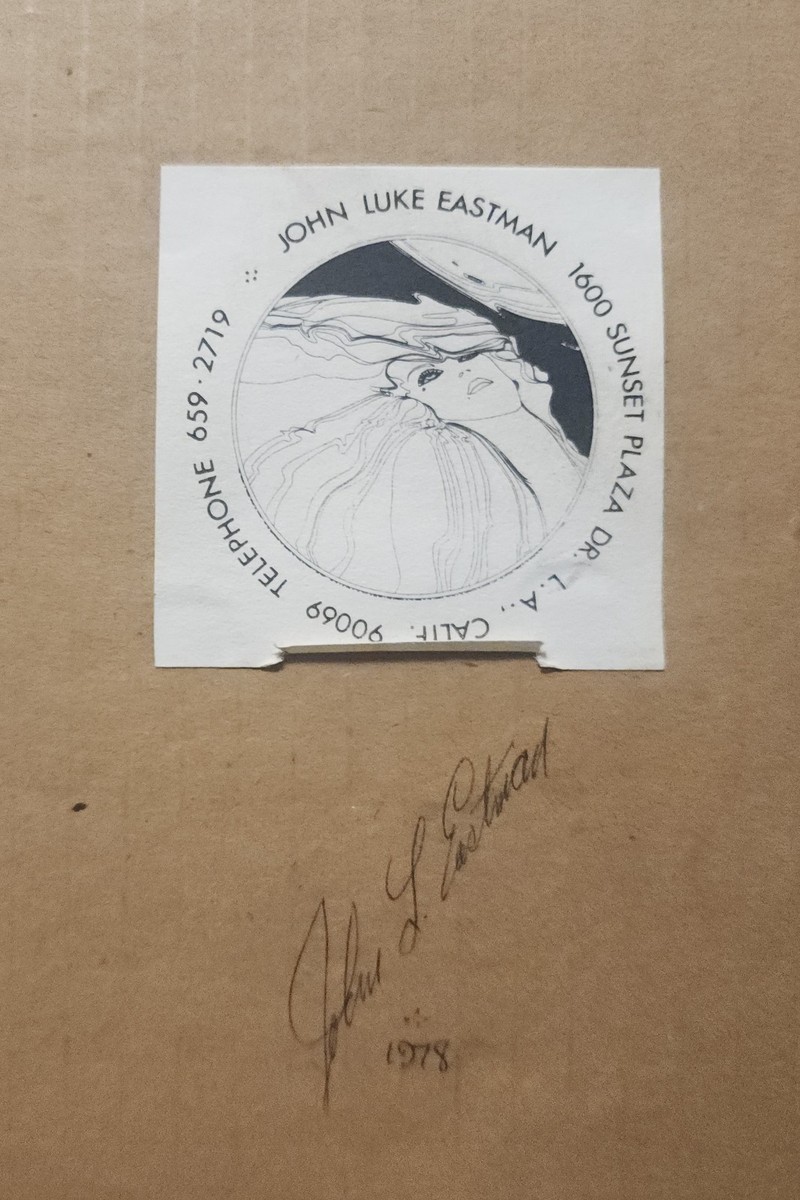 JOHN LUKE EASTMAN 1600 SUNSET PLAZA DR. L.A., CALIF. 90069 TELEPHONE 659·2719
John L. Eastman
1978